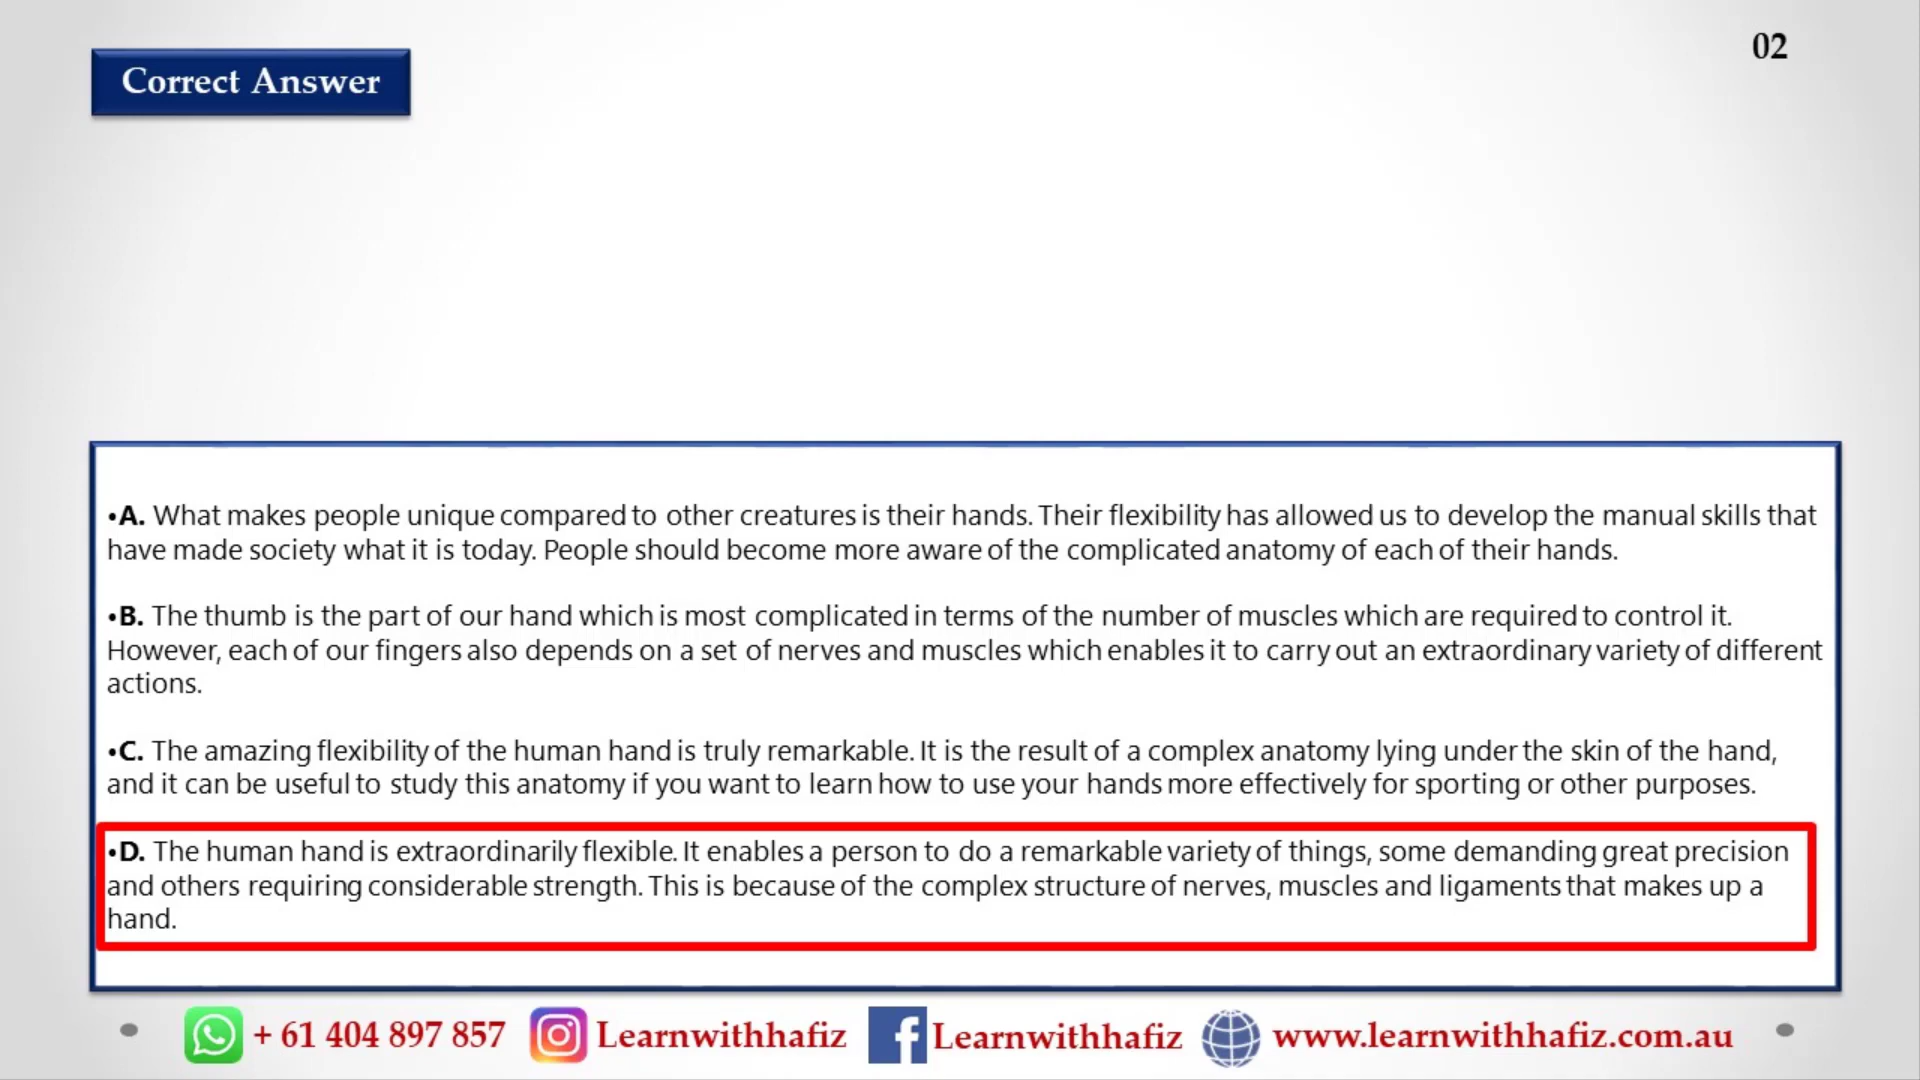 Correct Answer
02
•A. What makes people unique compared to other creatures is their hands. Their flexibility has allowed us to develop the manual skills that
have made society what it is today. People should become more aware of the complicated anatomy of each of their hands.
•B. The thumb is the part of our hand which is most complicated in terms of the number of muscles which are required to control it.
However, each of our fingers also depends on a set of nerves and muscles which enables it to carry out an extraordinary variety of different
actions.
•C. The amazing flexibility of the human hand is truly remarkable. It is the result of a complex anatomy lying under the skin of the hand,
and it can be useful to study this anatomy if you want to learn how to use your hands more effectively for sporting or other purposes.
•D. The human hand is extraordinarily flexible. It enables a person to do a remarkable variety of things, some demanding great precision
and others requiring considerable strength. This is because of the complex structure of nerves, muscles and ligaments that makes up a
hand.
+ 61 404 897 857 Learnwithhafiz Learnwithhafiz www.learnwithhafiz.com.au